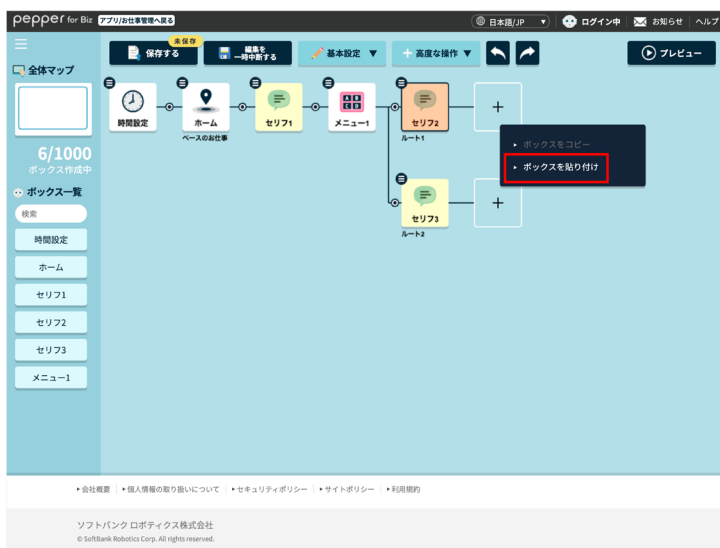 pepper for Biz アプリ/お仕事管理へ戻る 日本語/JP ▼ ログイン中 お知らせ ヘルプ
未保存
保存する 編集を一時中断する 基本設定 ▼ + 高度な操作 ▼ プレビュー
全体マップ
6/1000
ボックス作成中
ボックス一覧
検索
時間設定
ホーム
セリフ1
セリフ2
セリフ3
メニュー1
時間設定 ホーム セリフ1 メニュー1 セリフ2 +
ベースのお仕事 ルート1
A B
C D
▸ ボックスをコピー
▸ ボックスを貼り付け
セリフ3 +
ルート2
▸会社概要 ▸個人情報の取り扱いについて ▸セキュリティポリシー ▸サイトポリシー ▸利用規約
ソフトバンク ロボティクス株式会社
© SoftBank Robotics Corp. All rights reserved.